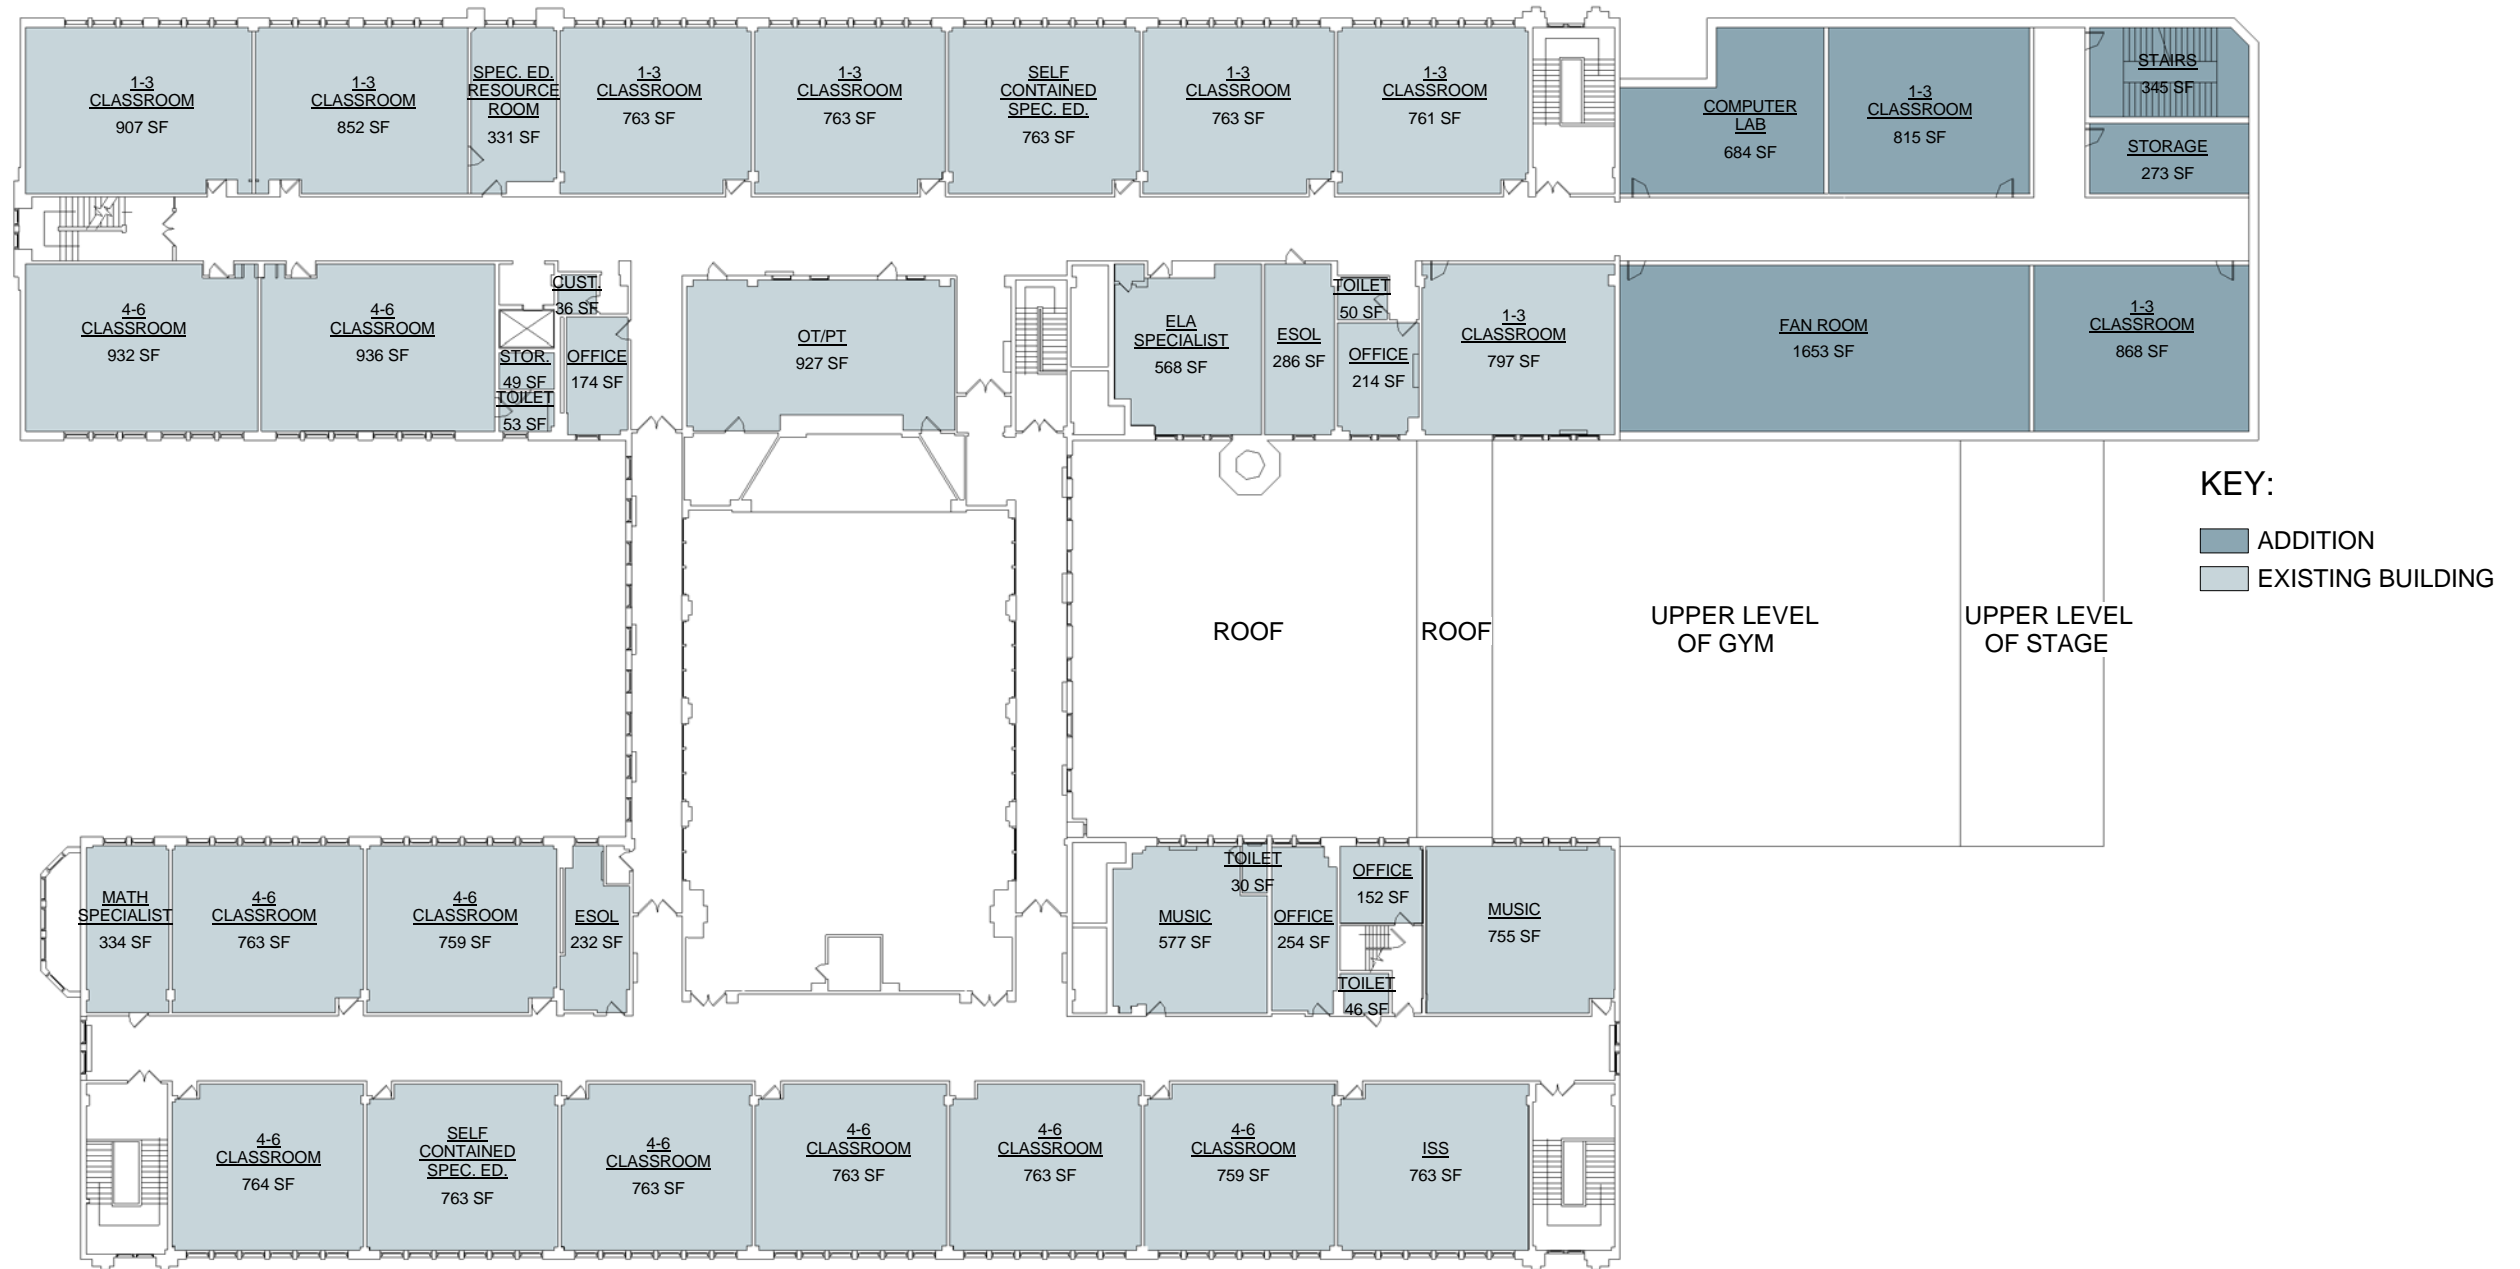 1-3
CLASSROOM
907 SF
1-3
CLASSROOM
852 SF
SPEC. ED.
RESOURCE
ROOM
331 SF
1-3
CLASSROOM
763 SF
1-3
CLASSROOM
763 SF
SELF
CONTAINED
SPEC. ED.
763 SF
1-3
CLASSROOM
763 SF
1-3
CLASSROOM
761 SF
COMPUTER
LAB
684 SF
1-3
CLASSROOM
815 SF
STAIRS
345 SF
STORAGE
273 SF
4-6
CLASSROOM
932 SF
4-6
CLASSROOM
936 SF
CUST.
36 SF
STOR.
49 SF
TOILET
53 SF
OFFICE
174 SF
OT/PT
927 SF
ELA
SPECIALIST
568 SF
ESOL
286 SF
TOILET
50 SF
OFFICE
214 SF
1-3
CLASSROOM
797 SF
FAN ROOM
1653 SF
1-3
CLASSROOM
868 SF
KEY:
ADDITION
EXISTING BUILDING
ROOF
ROOF
UPPER LEVEL
OF GYM
UPPER LEVEL
OF STAGE
MATH
SPECIALIST
334 SF
4-6
CLASSROOM
763 SF
4-6
CLASSROOM
759 SF
ESOL
232 SF
MUSIC
577 SF
TOILET
30 SF
OFFICE
254 SF
OFFICE
152 SF
TOILET
46 SF
MUSIC
755 SF
4-6
CLASSROOM
764 SF
SELF
CONTAINED
SPEC. ED.
763 SF
4-6
CLASSROOM
763 SF
4-6
CLASSROOM
763 SF
4-6
CLASSROOM
763 SF
4-6
CLASSROOM
759 SF
ISS
763 SF